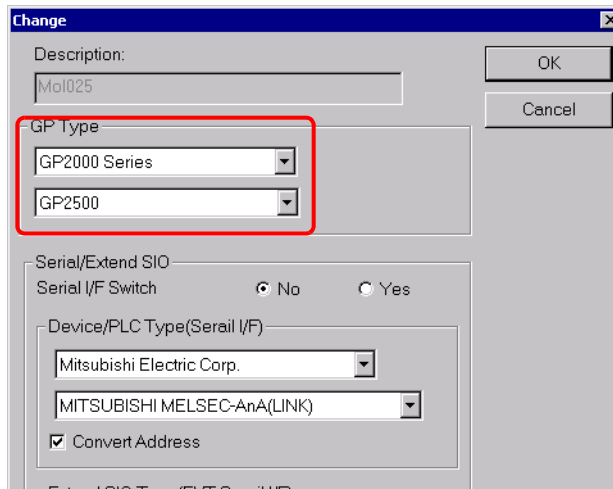 Change
Description:
OK
Mol025
Cancel
GP Type
GP2000 Series
GP2500
Serial/Extend SIO
Serial I/F Switch No Yes
Device/PLC Type(Serail I/F)
Mitsubishi Electric Corp.
MITSUBISHI MELSEC-AnA(LINK)
Convert Address